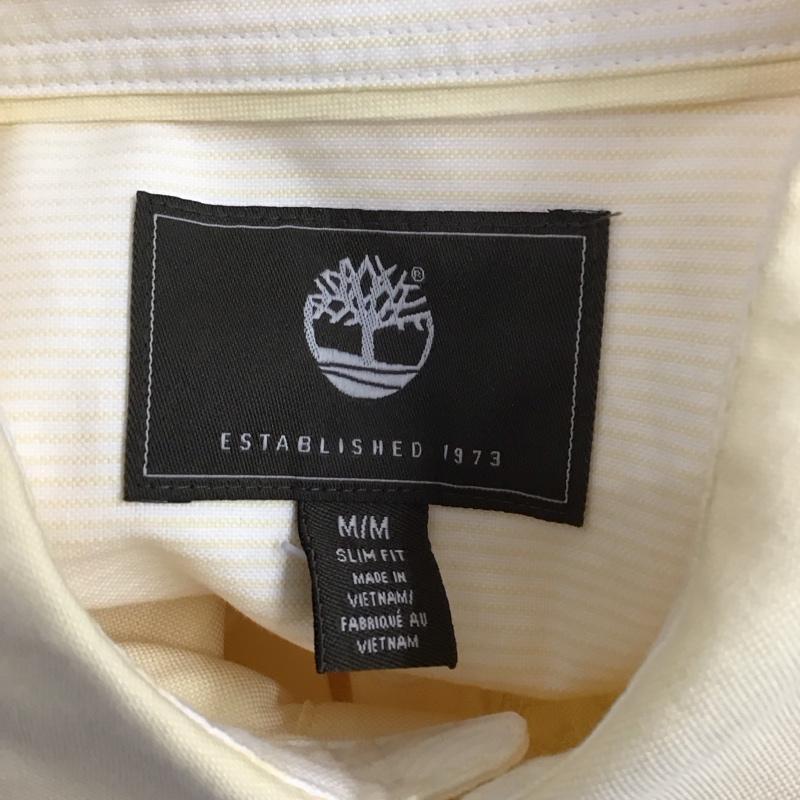 ®
ESTABLISHED 1973
M/M
SLIM FIT
MADE IN
VIETNAM/
FABRIQUÉ AU
VIETNAM